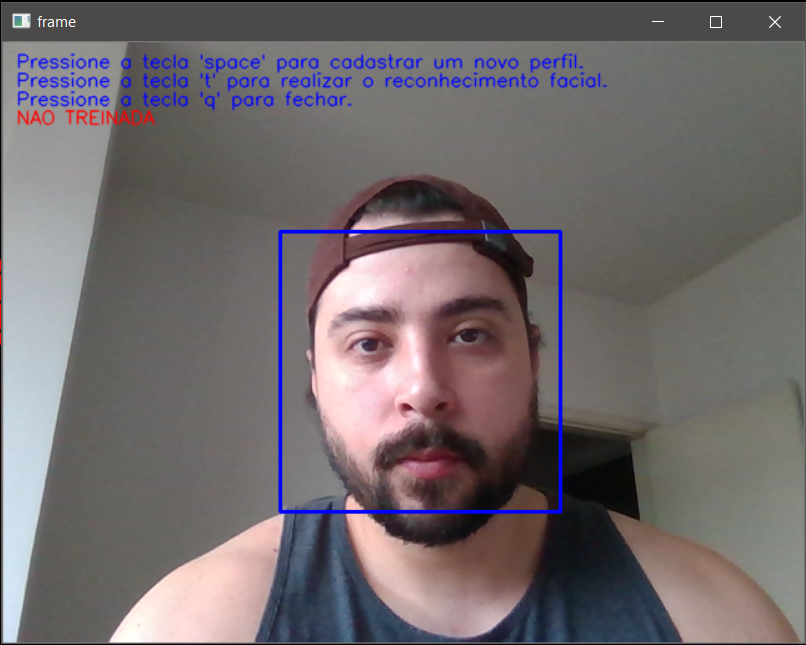 frame
Pressione a tecla 'space' para cadastrar um novo perfil.
Pressione a tecla 't' para realizar o reconhecimento facial.
Pressione a tecla 'q' para fechar.
NAO TREINADA